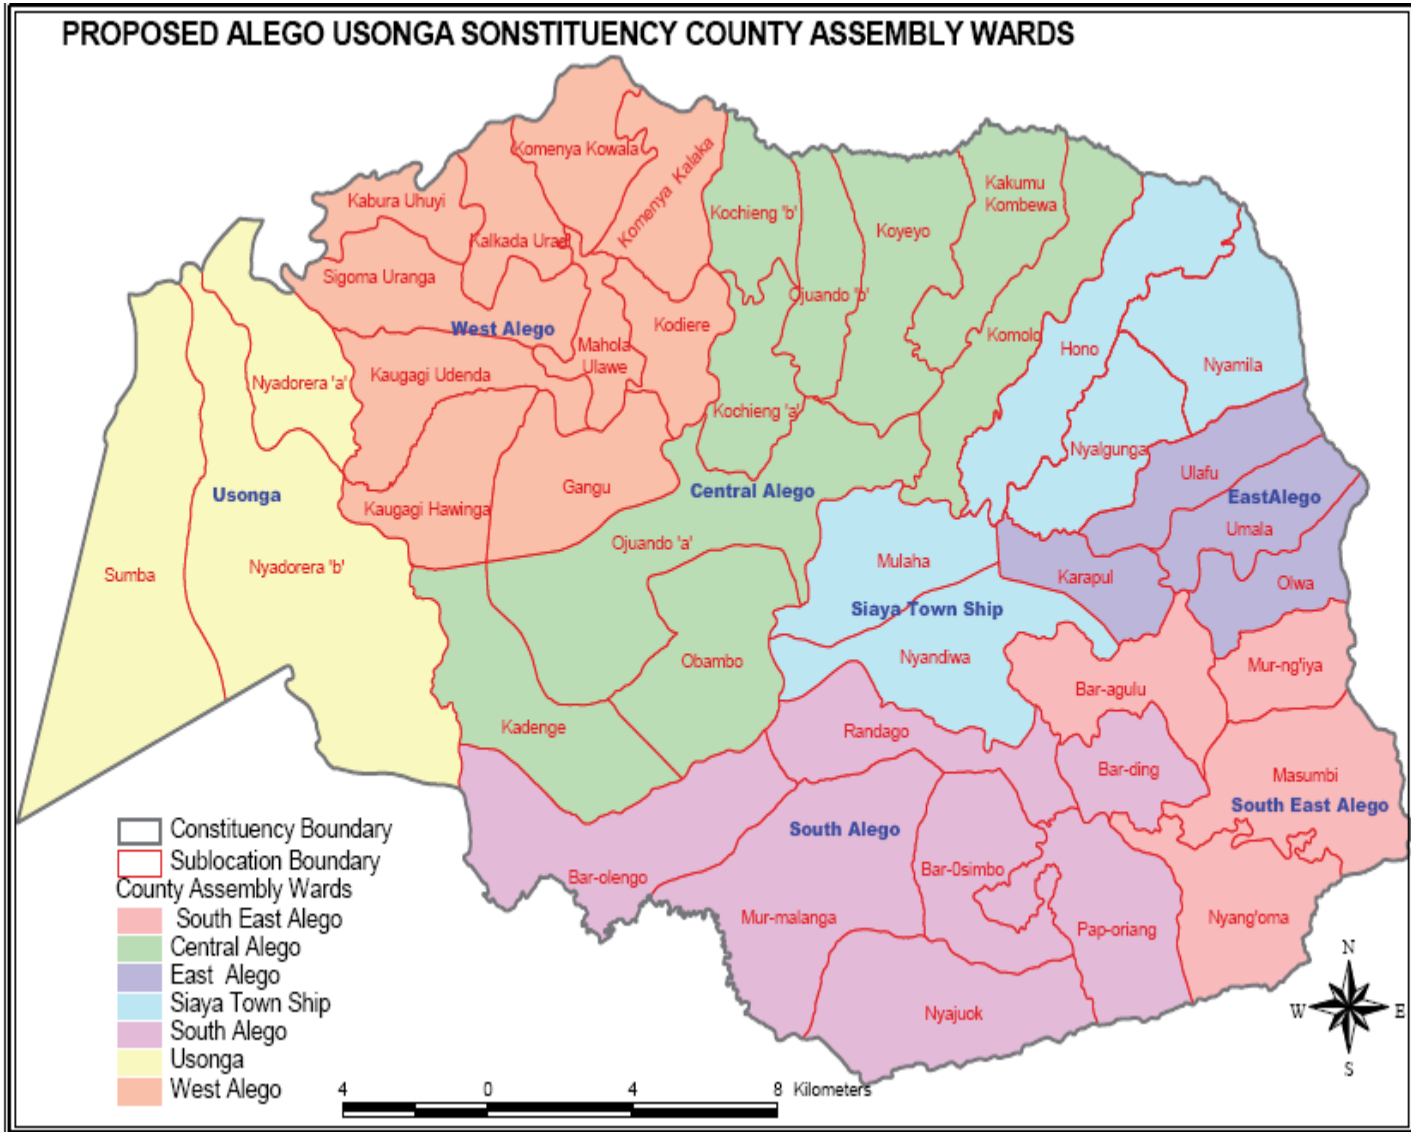 PROPOSED ALEGO USONGA SONSTITUENCY COUNTY ASSEMBLY WARDS
Komenya Kowala
Komenya Kalaka
Kabura Uhuyi
Kalkada Uragi
Sigoma Uranga
West Alego
Kodiere
Mahola
Ulawe
Kaugagi Udenda
Kaugagi Hawinga
Gangu
Kochieng 'b'
Ojuando 'b'
Koyeyo
Kakumu
Kombewa
Komolo
Kochieng 'a'
Central Alego
Ojuando 'a'
Obambo
Kadenge
Hono
Nyamila
Nyalgunga
Mulaha
Siaya Town Ship
Nyandiwa
Ulafu
EastAlego
Umala
Karapul
Olwa
Nyadorera 'a'
Usonga
Nyadorera 'b'
Sumba
Mur-ng'iya
Bar-agulu
Masumbi
South East Alego
Nyang'oma
Randago
Bar-ding
South Alego
Bar-olengo
Bar-0simbo
Mur-malanga
Pap-oriang
Nyajuok
Constituency Boundary
Sublocation Boundary
County Assembly Wards
South East Alego
Central Alego
East Alego
Siaya Town Ship
South Alego
Usonga
West Alego
4 0 4 8 Kilometers
N
W E
S